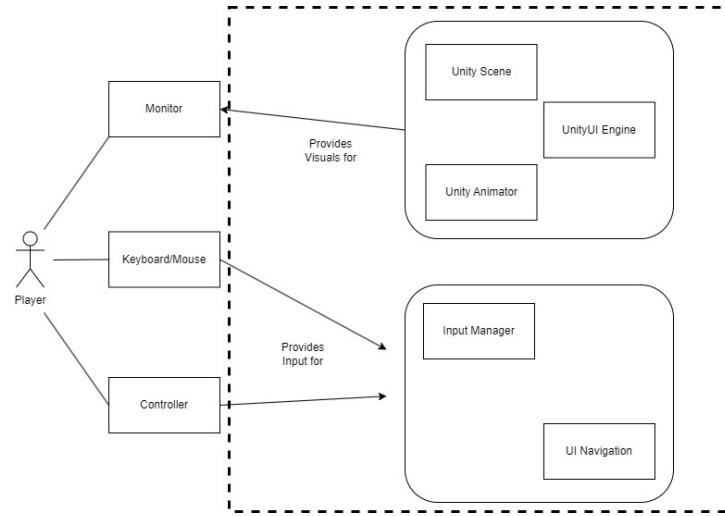 Unity Scene
Monitor
UnityUI Engine
Provides
Visuals for
Unity Animator
Keyboard/Mouse
Player
Input Manager
Provides
Input for
Controller
UI Navigation